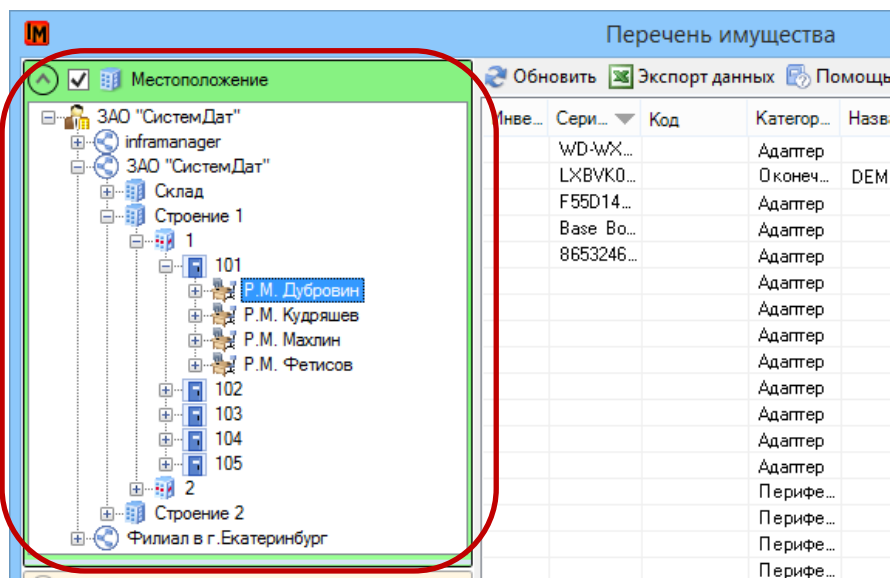 IM
Перечень имущества
Местоположение
Обновить Экспорт данных Помощь
ЗАО "СистемДат"
inframanager
ЗАО "СистемДат"
Склад
Строение 1
1
101
Р.М. Дубровин
Р.М. Кудряшев
Р.М. Махлин
Р.М. Фетисов
102
103
104
105
2
Строение 2
Филиал в г.Екатеринбург
Инве... Сери... Код Категор... Назва
WD-WX... Адаптер
LXBVK0... Оконеч... DEM
F55D14... Адаптер
Base Bo... Адаптер
8653246... Адаптер
Адаптер
Адаптер
Адаптер
Адаптер
Адаптер
Адаптер
Адаптер
Адаптер
Перифе...
Перифе...
Перифе...
Перифе...